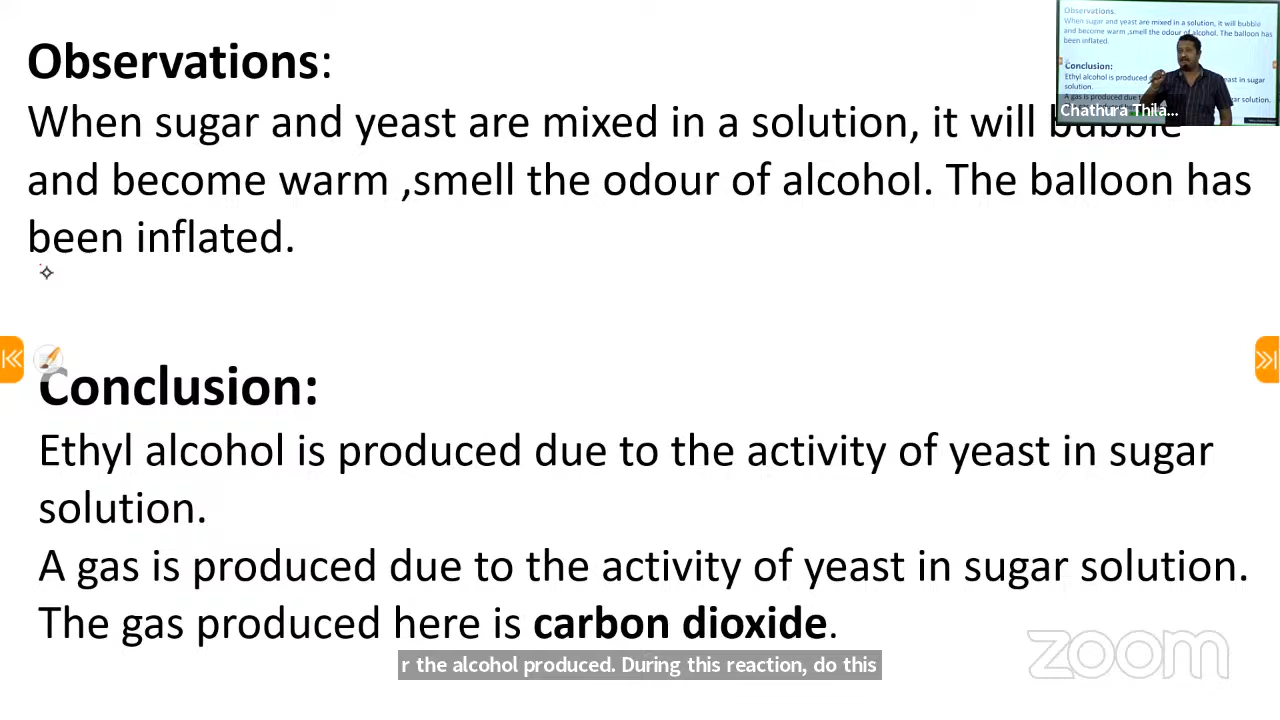 Observations:
When sugar and yeast are mixed in a solution, it will bubble
and become warm ,smell the odour of alcohol. The balloon has
been inflated.
Conclusion:
Ethyl alcohol is produced due to the activity of yeast in sugar
solution.
A gas is produced due to the activity of yeast in sugar solution.
The gas produced here is carbon dioxide.
r the alcohol produced. During this reaction, do this
zoom
Observations:
When sugar and yeast are mixed in a solution, it will bubble
and become warm ,smell the odour of alcohol. The balloon has
been inflated.
Conclusion:
Ethyl alcohol is produced yeast in sugar
solution.
A gas is produced due to sugar solution.
Chathura Thila...